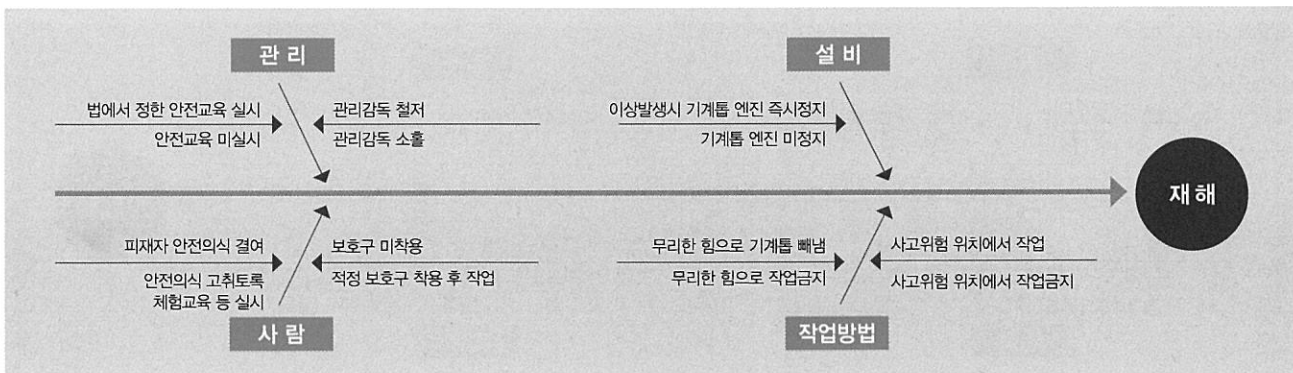 관 리
설 비
법에서 정한 안전교육 실시
관리감독 철저
이상발생시 기계톱 엔진 즉시정지
안전교육 미실시
관리감독 소홀
기계톱 엔진 미정지
재 해
피재자 안전의식 결여
보호구 미착용
무리한 힘으로 기계톱 빼냄
사고위험 위치에서 작업
안전의식 고취토록
체험교육 등 실시
적정 보호구 착용 후 작업
무리한 힘으로 작업금지
사고위험 위치에서 작업금지
사 람
작업방법